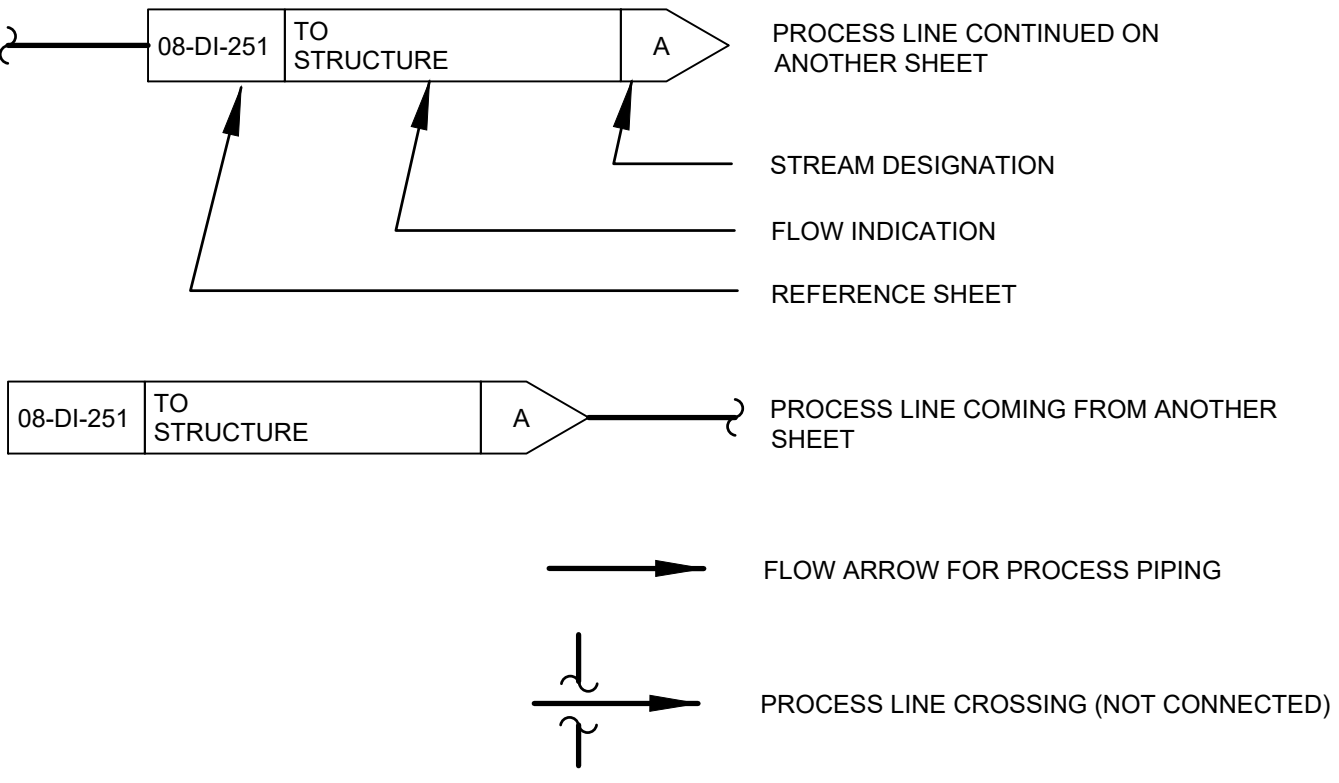 08-DI-251
TO
STRUCTURE
A
PROCESS LINE CONTINUED ON
ANOTHER SHEET
STREAM DESIGNATION
FLOW INDICATION
REFERENCE SHEET
08-DI-251
TO
STRUCTURE
A
PROCESS LINE COMING FROM ANOTHER
SHEET
FLOW ARROW FOR PROCESS PIPING
PROCESS LINE CROSSING (NOT CONNECTED)